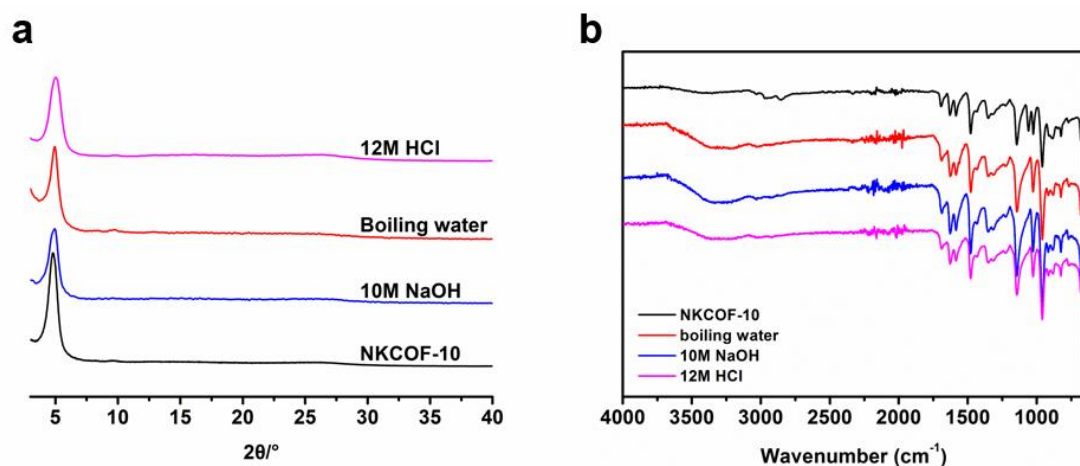 a
12M HCl
Boiling water
10M NaOH
NKCOF-10
5 10 15 20 25 30 35 40
2θ/°
b
NKCOF-10
boiling water
10M NaOH
12M HCl
4000 3500 3000 2500 2000 1500 1000
Wavenumber (cm⁻¹)